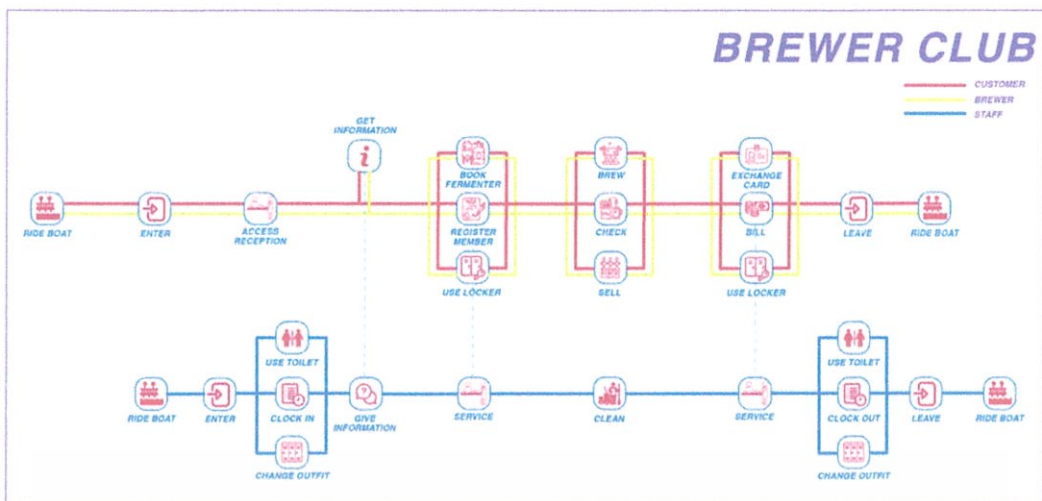 BREWER CLUB
CUSTOMER
BREWER
STAFF
GET
INFORMATION
BOOK
FERMENTER
BREW
EXCHANGE
CARD
RIDE BOAT
ENTER
ACCESS
RECEPTION
REGISTER
MEMBER
CHECK
BILL
LEAVE
RIDE BOAT
USE LOCKER
SELL
USE LOCKER
USE TOILET
USE TOILET
RIDE BOAT
ENTER
CLOCK IN
GIVE
INFORMATION
SERVICE
CLEAN
SERVICE
CLOCK OUT
LEAVE
RIDE BOAT
CHANGE OUTFIT
CHANGE OUTFIT